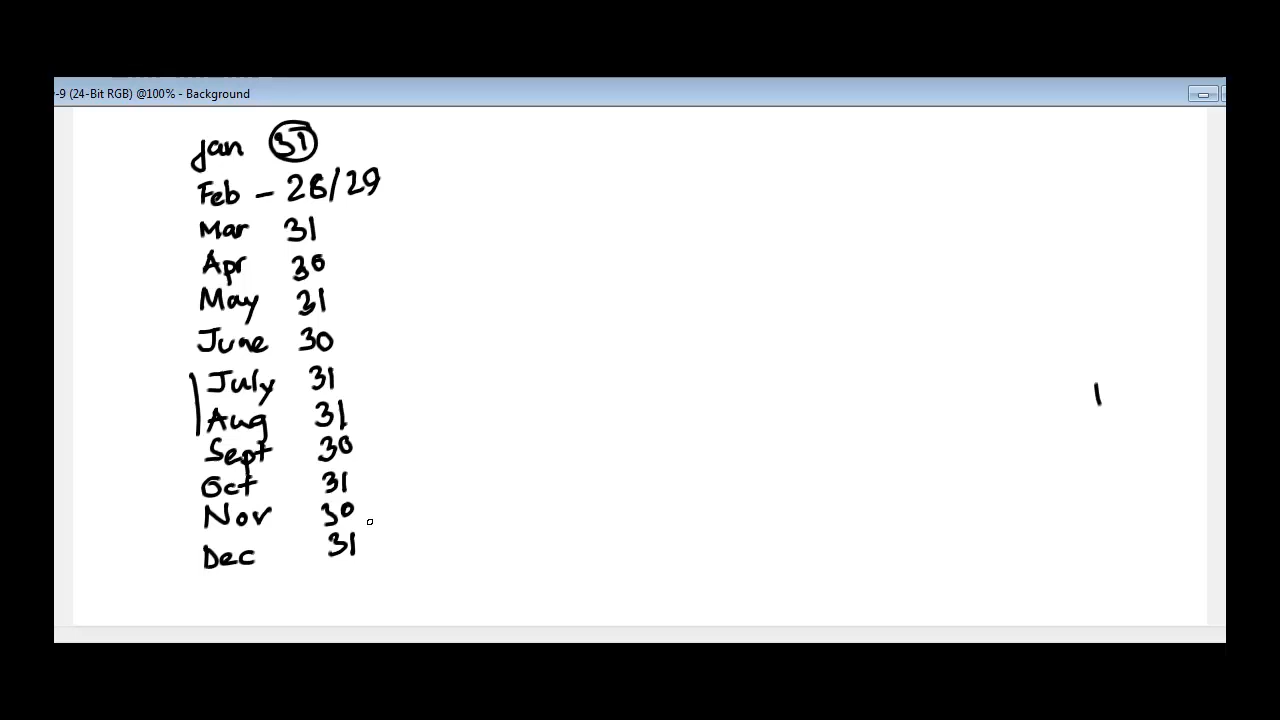 -9 (24-Bit RGB) @100% - Background
Jan 31
Feb - 28/29
Mar 31
Apr 30
May 31
June 30
July 31
Aug 31
Sept 30
Oct 31
Nov 30
Dec 31